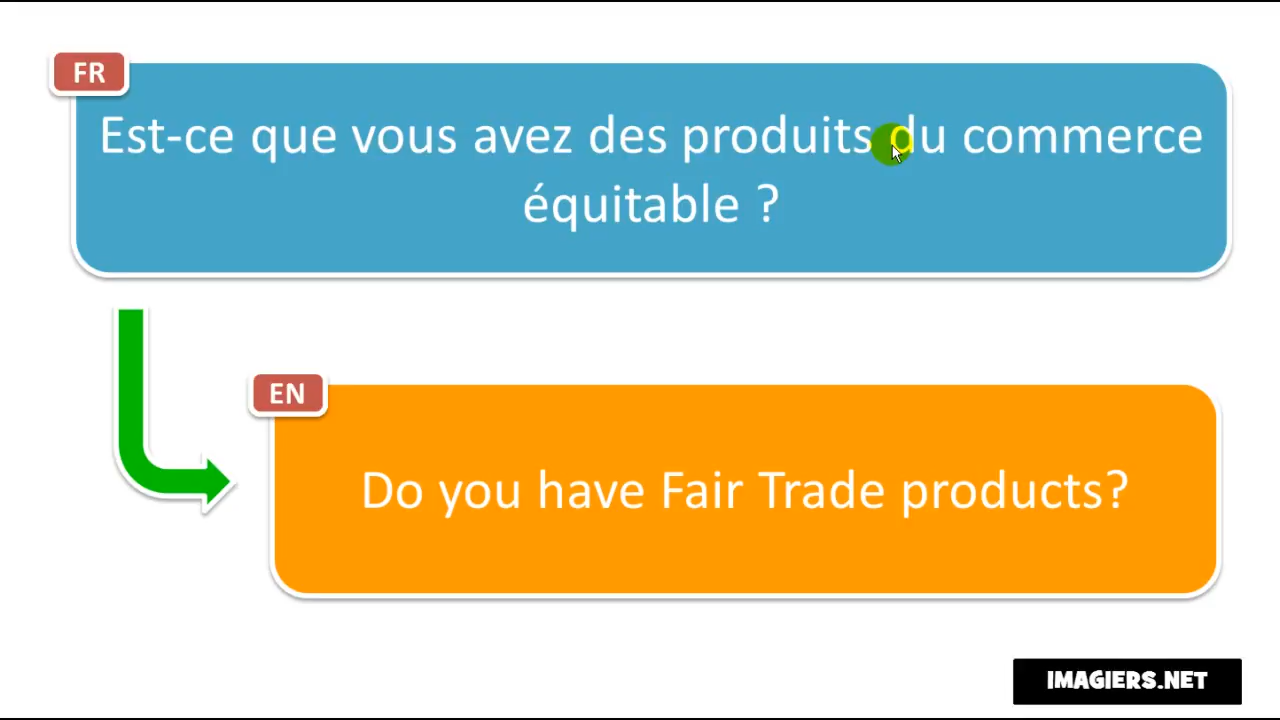 FR
Est-ce que vous avez des produits du commerce
équitable ?
EN
Do you have Fair Trade products?
IMAGIERS.NET